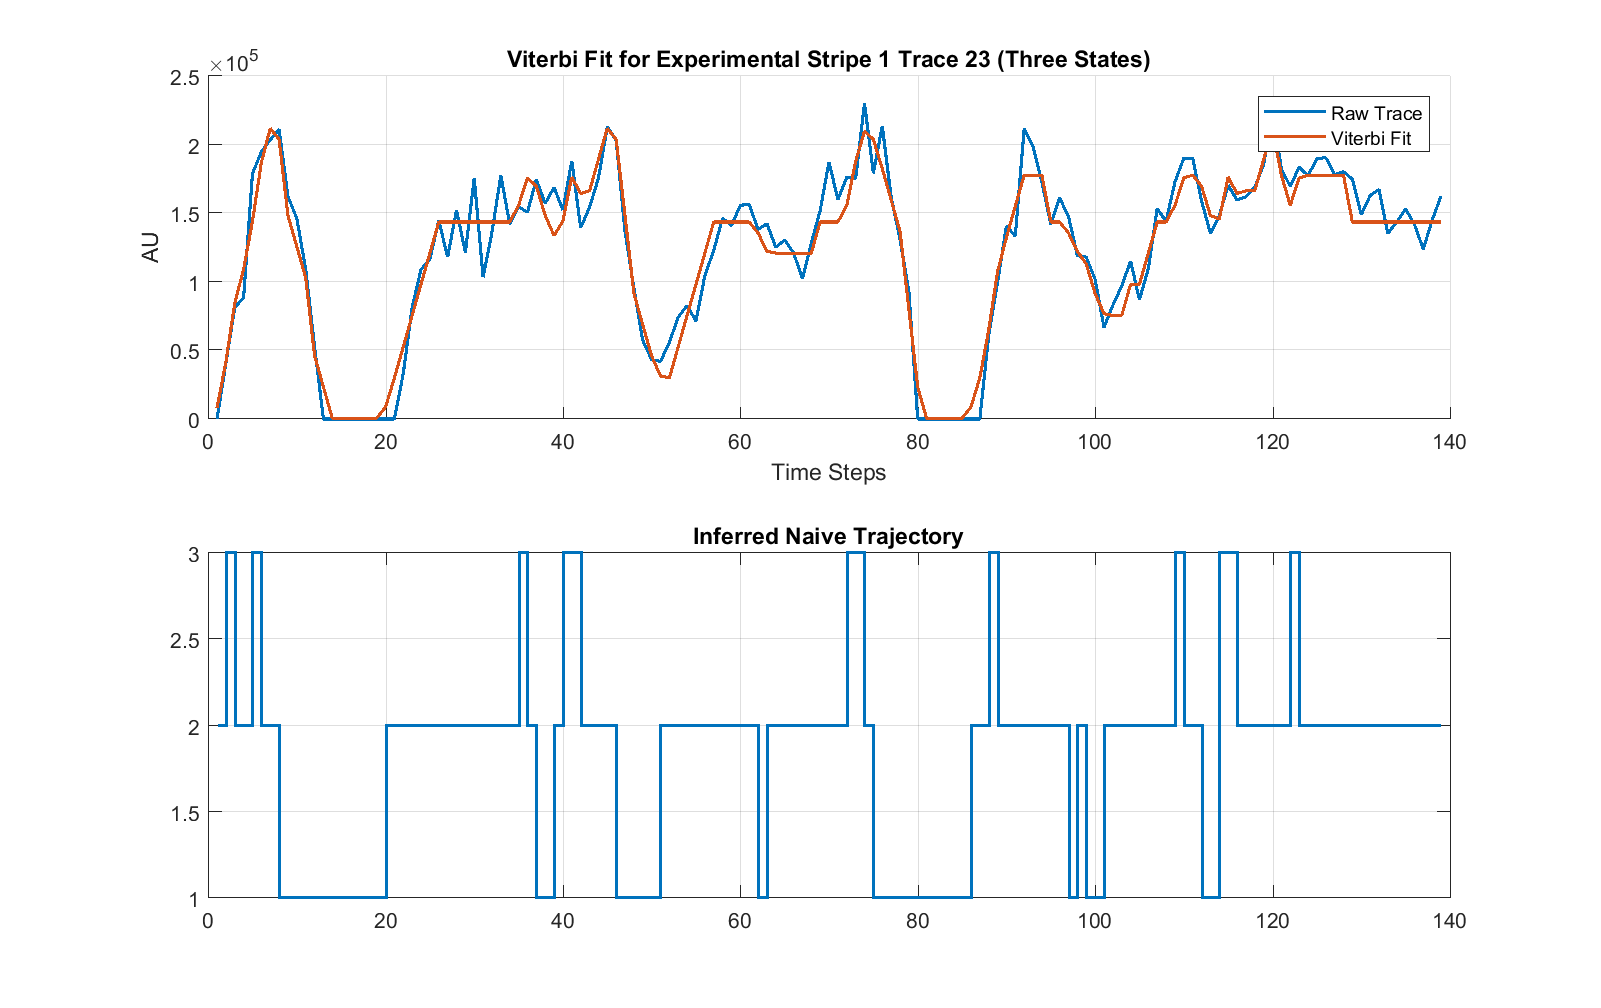 Viterbi Fit for Experimental Stripe 1 Trace 23 (Three States)
×10^5
2.5
2
1.5
1
0.5
0
AU
Raw Trace
Viterbi Fit
0 20 40 60 80 100 120 140
Time Steps
Inferred Naive Trajectory
3
2.5
2
1.5
1
0 20 40 60 80 100 120 140